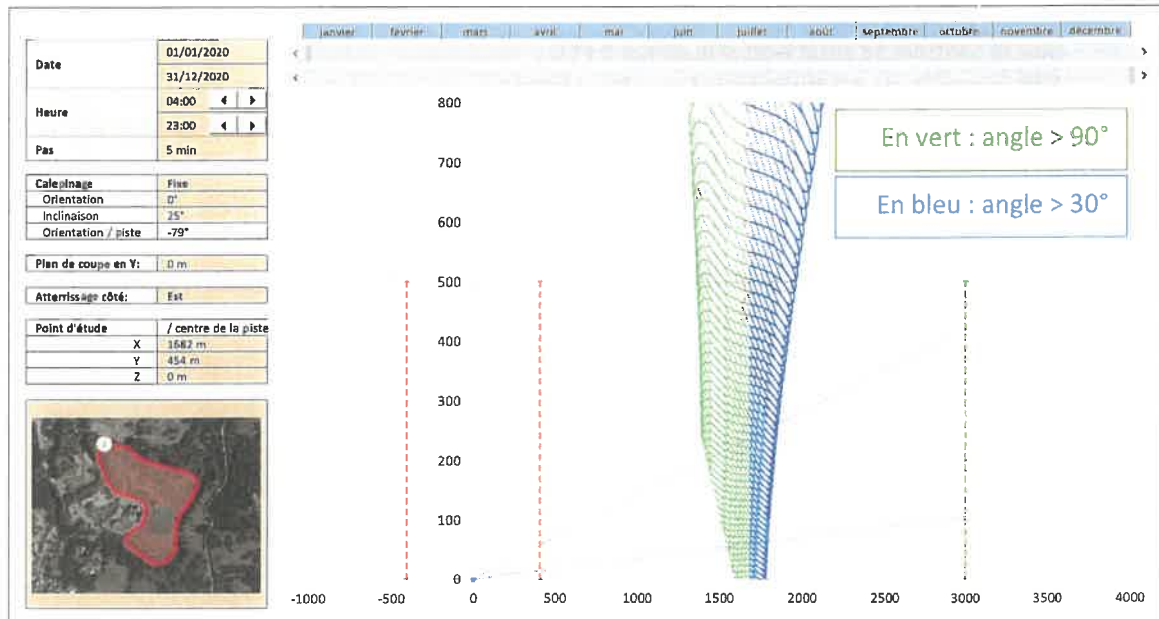 janvier février mars avril mai juin juillet août septembre octobre novembre décembre
Date 01/01/2020
31/12/2020
Heure 04:00
23:00
Pas 5 min
Calepinage Fixe
Orientation 0°
Inclinaison 25°
Orientation / piste -79°
Plan de coupe en Y: 0 m
Atterrissage côté: Est
Point d'étude / centre de la piste
X 1682 m
Y 454 m
Z 0 m
800
700
600
500
400
300
200
100
0
-1000 -500 0 500 1000 1500 2000 2500 3000 3500 4000
En vert : angle > 90°
En bleu : angle > 30°